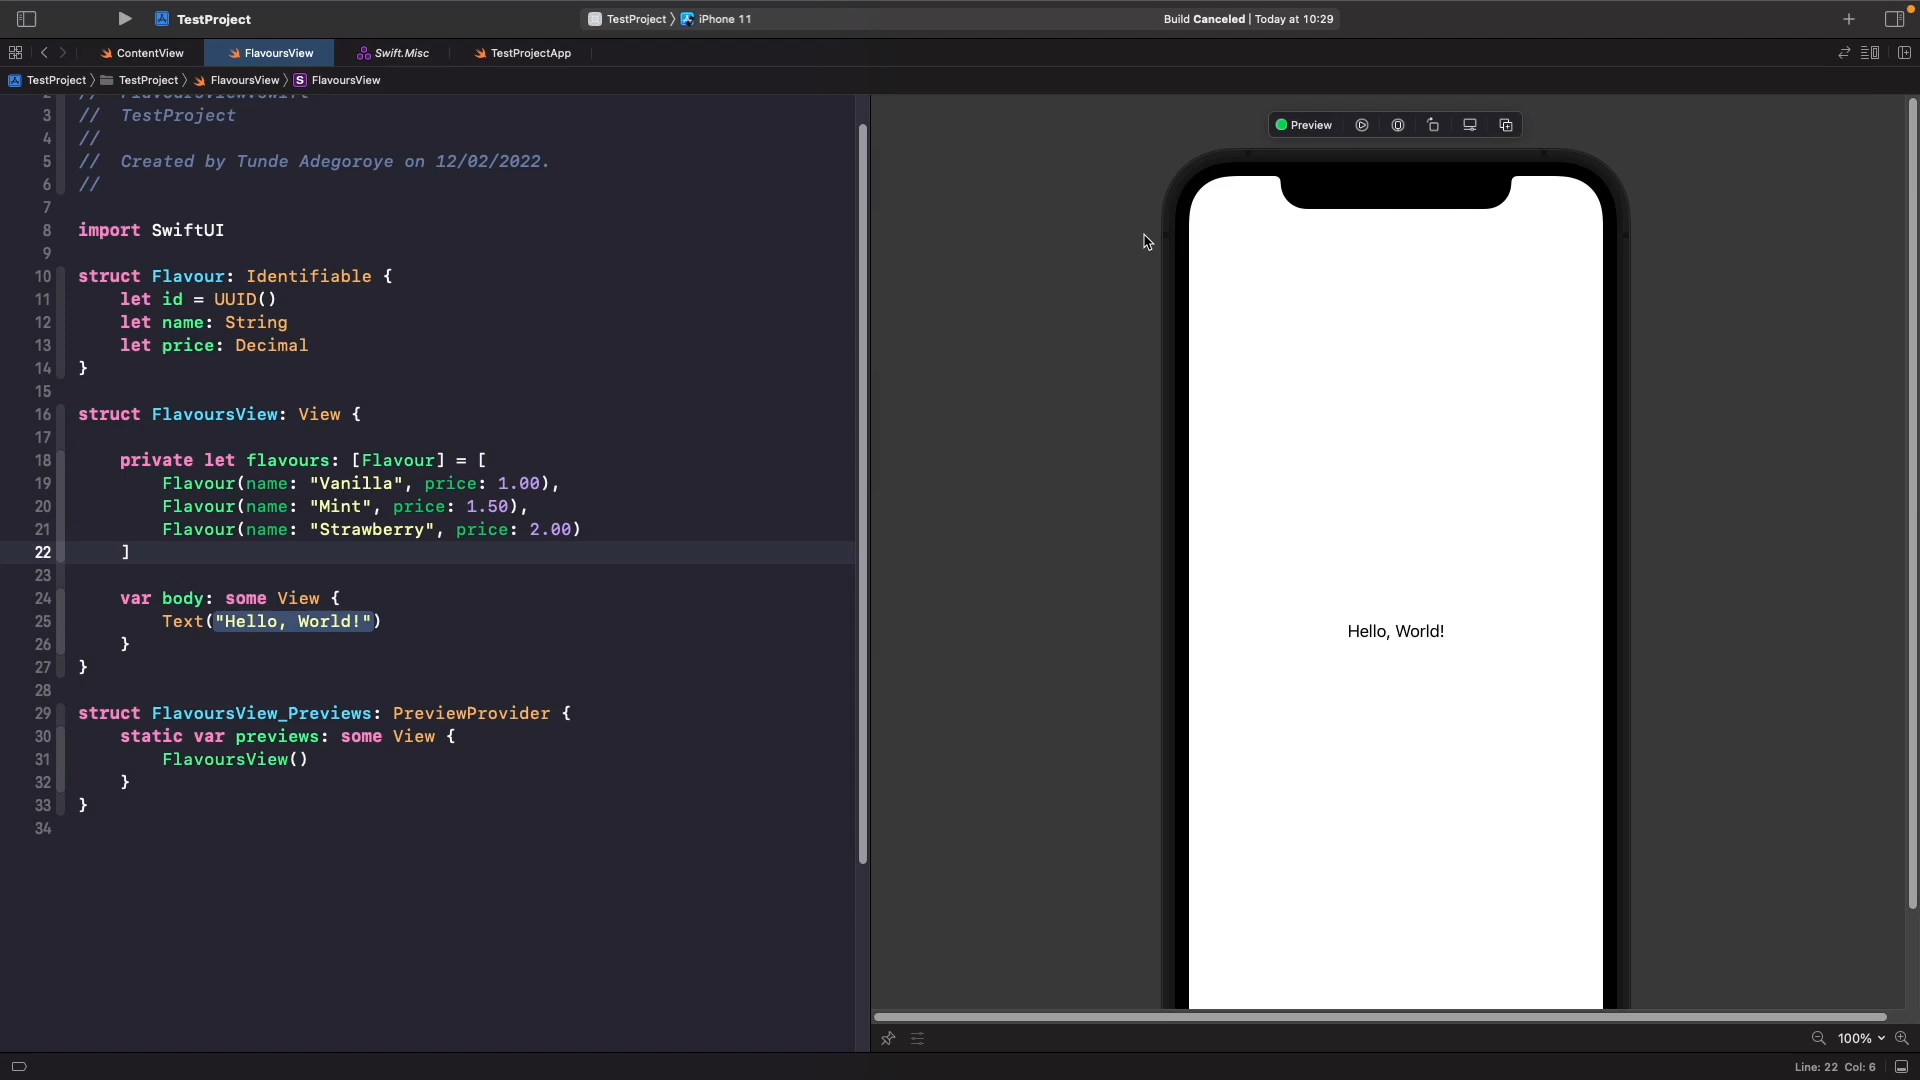 TestProject
TestProject 〉 iPhone 11
Build Canceled | Today at 10:29
ContentView
FlavoursView
Swift.Misc
TestProjectApp
TestProject 〉 TestProject 〉 FlavoursView 〉 S FlavoursView
3 //  TestProject
4 //
5 //  Created by Tunde Adegoroye on 12/02/2022.
6 //
7
8 import SwiftUI
9
10 struct Flavour: Identifiable {
11     let id = UUID()
12     let name: String
13     let price: Decimal
14 }
15
16 struct FlavoursView: View {
17
18     private let flavours: [Flavour] = [
19         Flavour(name: "Vanilla", price: 1.00),
20         Flavour(name: "Mint", price: 1.50),
21         Flavour(name: "Strawberry", price: 2.00)
22     ]
23
24     var body: some View {
25         Text("Hello, World!")
26     }
27 }
28
29 struct FlavoursView_Previews: PreviewProvider {
30     static var previews: some View {
31         FlavoursView()
32     }
33 }
34
Preview
Hello, World!
100%
Line: 22 Col: 6